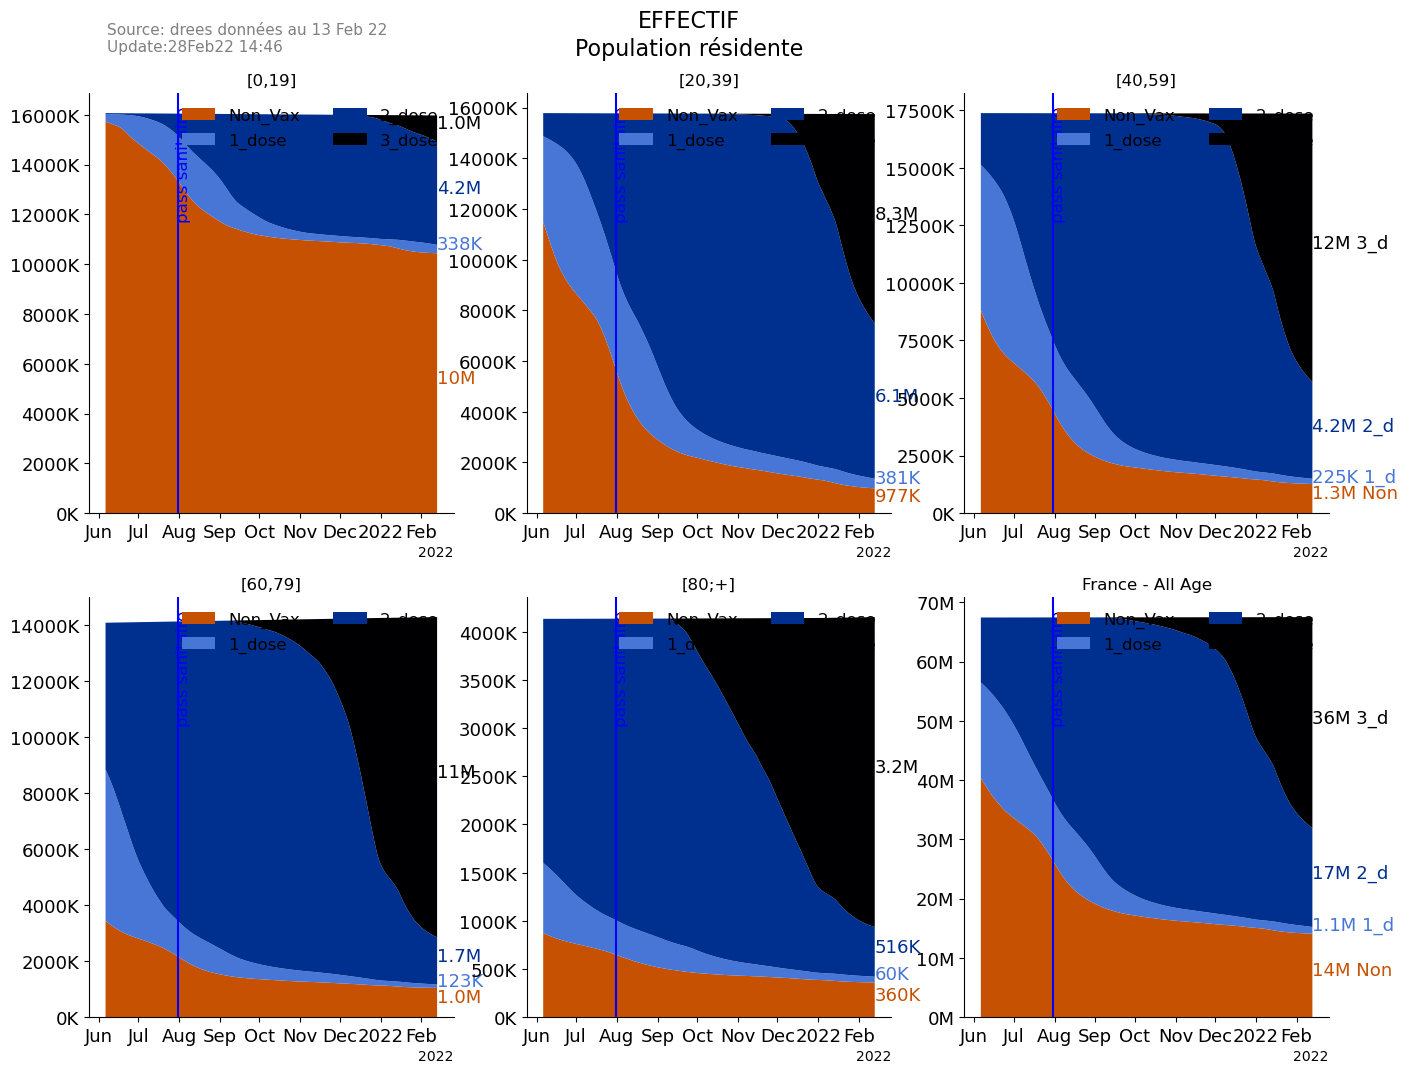 Source: drees données au 13 Feb 22
Update:28Feb22 14:46
EFFECTIF
Population résidente
[0,19]
16000K
14000K
12000K
10000K
8000K
6000K
4000K
2000K
0K
Non_Vax 2_dose
1_dose 3_dose
1.0M
4.2M
338K
10M
Jun Jul Aug Sep Oct Nov Dec 2022 Feb
2022
[20,39]
16000K
14000K
12000K
10000K
8000K
6000K
4000K
2000K
0K
Non_Vax 2_dose
1_dose
8.3M
6.1M
381K
977K
Jun Jul Aug Sep Oct Nov Dec 2022 Feb
2022
[40,59]
17500K
15000K
12500K
10000K
7500K
5000K
2500K
0K
Non_Vax 2_dose
1_dose
12M 3_d
4.2M 2_d
225K 1_d
1.3M Non
Jun Jul Aug Sep Oct Nov Dec 2022 Feb
2022
[60,79]
14000K
12000K
10000K
8000K
6000K
4000K
2000K
0K
Non_Vax 2_dose
1_dose
11M
1.7M
123K
1.0M
Jun Jul Aug Sep Oct Nov Dec 2022 Feb
2022
[80;+]
4000K
3500K
3000K
2500K
2000K
1500K
1000K
500K
0K
Non_Vax 2_dose
3.2M
516K
60K
360K
Jun Jul Aug Sep Oct Nov Dec 2022 Feb
2022
France - All Age
70M
60M
50M
40M
30M
20M
10M
0M
Non_Vax 2_dose
1_dose
36M 3_d
17M 2_d
1.1M 1_d
14M Non
Jun Jul Aug Sep Oct Nov Dec 2022 Feb
2022